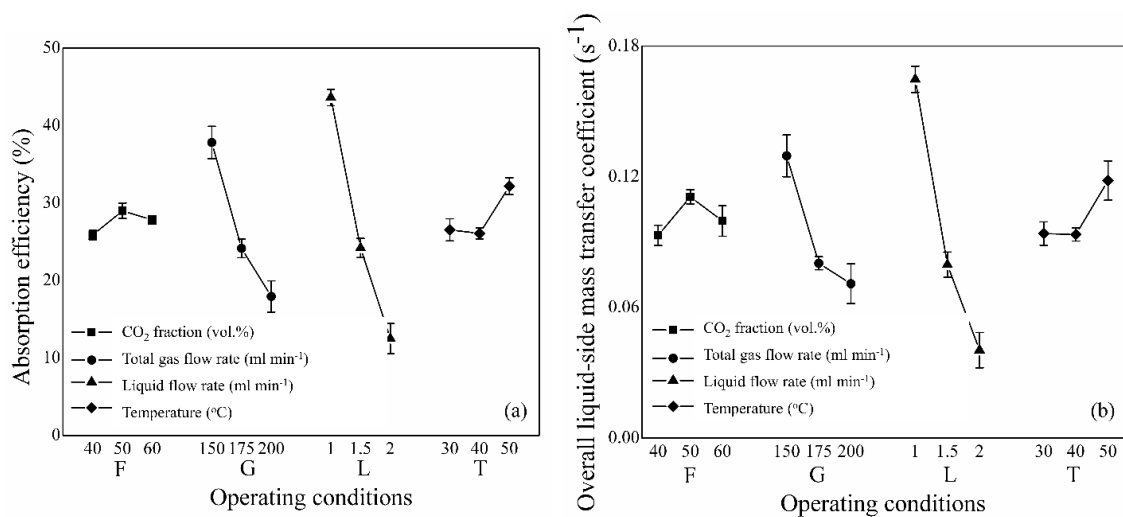 Absorption efficiency (%)
50
40
30
20
10
0
CO₂ fraction (vol.%)
Total gas flow rate (ml min⁻¹)
Liquid flow rate (ml min⁻¹)
Temperature (°C)
(a)
40 50 60 150 175 200 1 1.5 2 30 40 50
F G L T
Operating conditions
Overall liquid-side mass transfer coefficient (s⁻¹)
0.18
0.12
0.06
0.00
CO₂ fraction (vol.%)
Total gas flow rate (ml min⁻¹)
Liquid flow rate (ml min⁻¹)
Temperature (°C)
(b)
40 50 60 150 175 200 1 1.5 2 30 40 50
F G L T
Operating conditions